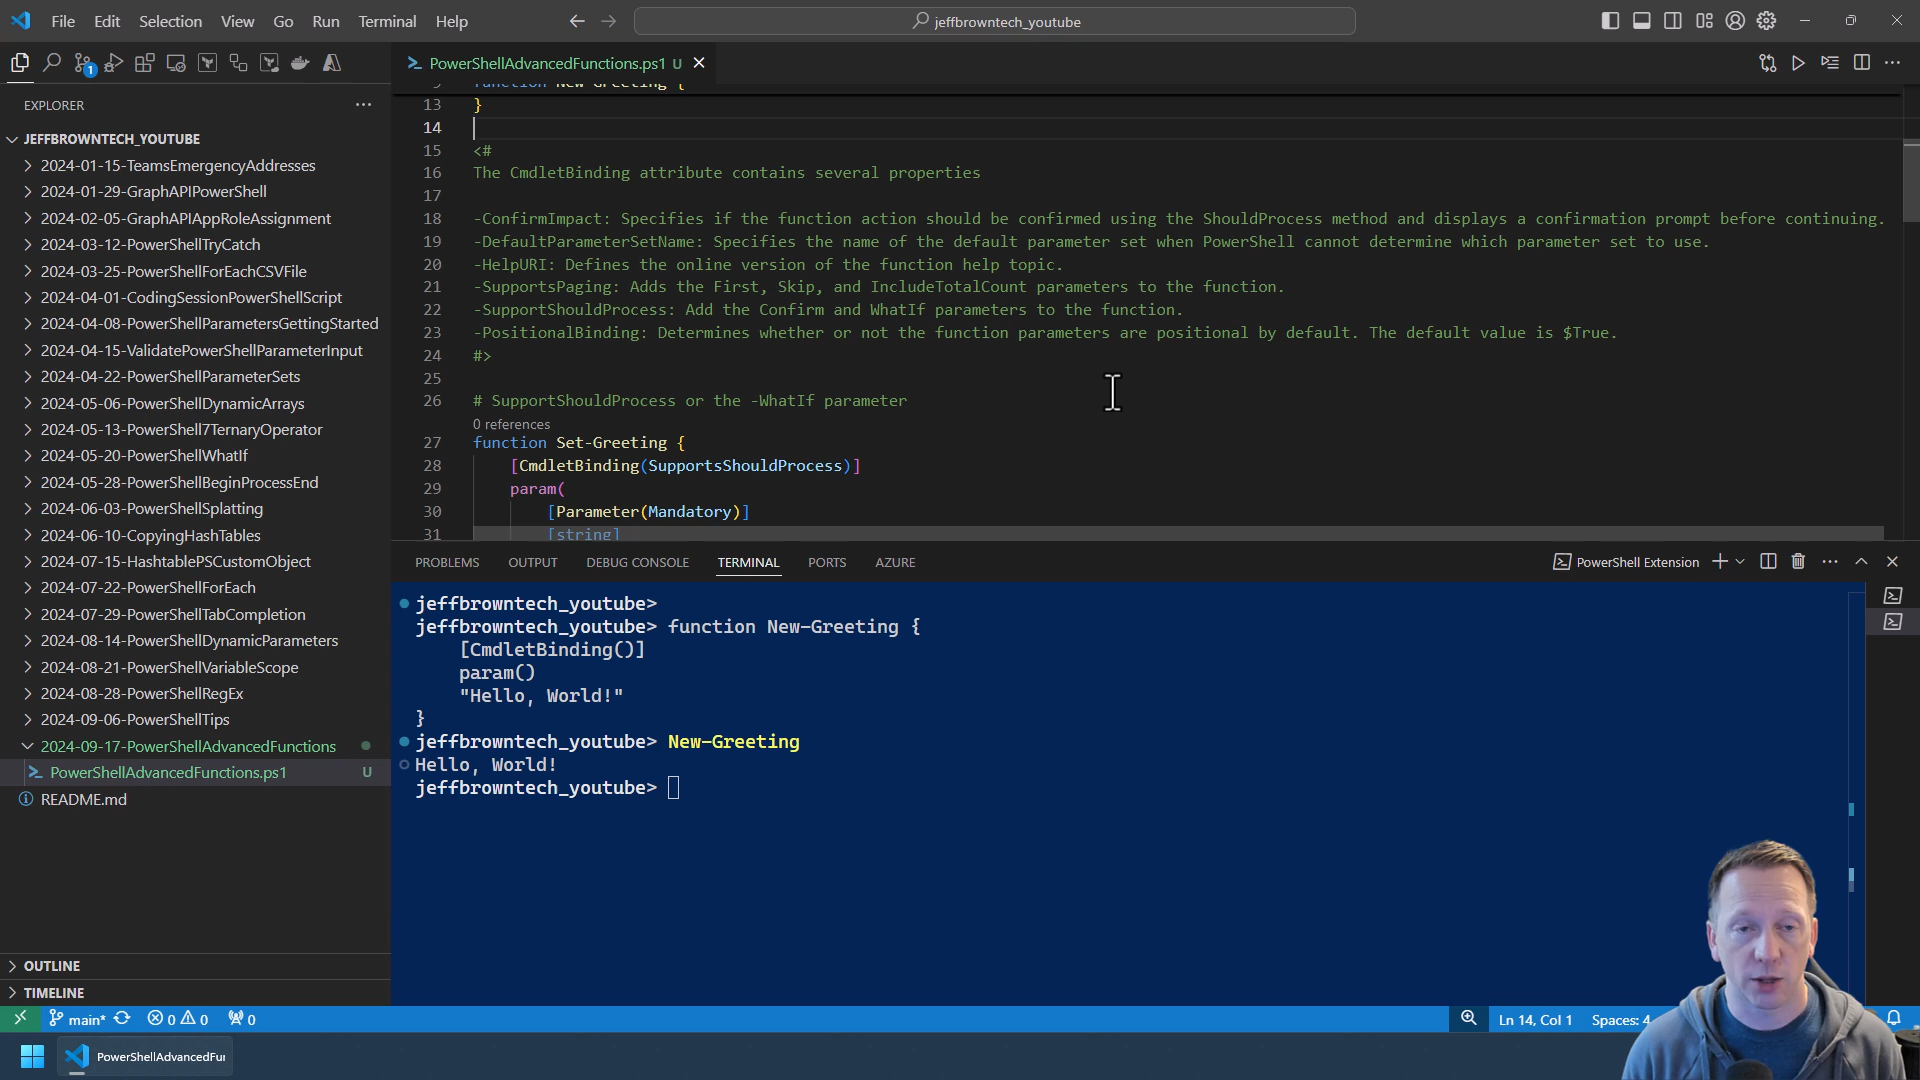 File Edit Selection View Go Run Terminal Help
jeffbrowntech_youtube
1
EXPLORER
JEFFBROWNTECH_YOUTUBE
2024-01-15-TeamsEmergencyAddresses
2024-01-29-GraphAPIPowerShell
2024-02-05-GraphAPIAppRoleAssignment
2024-03-12-PowerShellTryCatch
2024-03-25-PowerShellForEachCSVFile
2024-04-01-CodingSessionPowerShellScript
2024-04-08-PowerShellParametersGettingStarted
2024-04-15-ValidatePowerShellParameterInput
2024-04-22-PowerShellParameterSets
2024-05-06-PowerShellDynamicArrays
2024-05-13-PowerShell7TernaryOperator
2024-05-20-PowerShellWhatIf
2024-05-28-PowerShellBeginProcessEnd
2024-06-03-PowerShellSplatting
2024-06-10-CopyingHashTables
2024-07-15-HashtablePSCustomObject
2024-07-22-PowerShellForEach
2024-07-29-PowerShellTabCompletion
2024-08-14-PowerShellDynamicParameters
2024-08-21-PowerShellVariableScope
2024-08-28-PowerShellRegEx
2024-09-06-PowerShellTips
2024-09-17-PowerShellAdvancedFunctions
PowerShellAdvancedFunctions.ps1 U
README.md
OUTLINE
TIMELINE
PowerShellAdvancedFunctions.ps1 U
9 function New-Greeting {
13 }
14
15 <#
16 The CmdletBinding attribute contains several properties
17
18 -ConfirmImpact: Specifies if the function action should be confirmed using the ShouldProcess method and displays a confirmation prompt before continuing.
19 -DefaultParameterSetName: Specifies the name of the default parameter set when PowerShell cannot determine which parameter set to use.
20 -HelpURI: Defines the online version of the function help topic.
21 -SupportsPaging: Adds the First, Skip, and IncludeTotalCount parameters to the function.
22 -SupportShouldProcess: Add the Confirm and WhatIf parameters to the function.
23 -PositionalBinding: Determines whether or not the function parameters are positional by default. The default value is $True.
24 #>
25
26 # SupportShouldProcess or the -WhatIf parameter
0 references
27 function Set-Greeting {
28 [CmdletBinding(SupportsShouldProcess)]
29 param(
30 [Parameter(Mandatory)]
31 [string]
PROBLEMS OUTPUT DEBUG CONSOLE TERMINAL PORTS AZURE
PowerShell Extension
jeffbrowntech_youtube>
jeffbrowntech_youtube> function New-Greeting {
[CmdletBinding()]
param()
"Hello, World!"
}
jeffbrowntech_youtube> New-Greeting
Hello, World!
jeffbrowntech_youtube>
main* 0 0 0
Ln 14, Col 1 Spaces: 4
PowerShellAdvancedFur